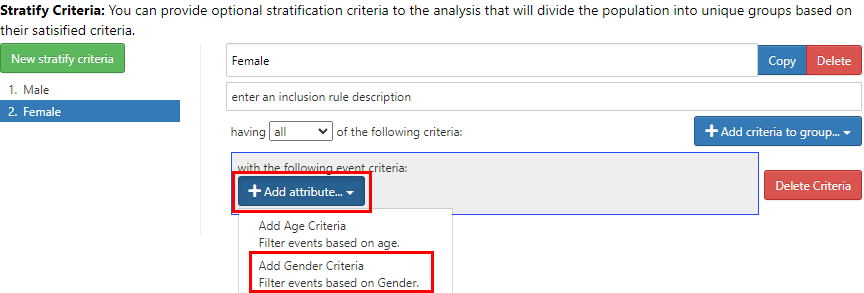 Stratify Criteria: You can provide optional stratification criteria to the analysis that will divide the population into unique groups based on
their satisified criteria.
New stratify criteria
1. Male
2. Female
Female
Copy
Delete
enter an inclusion rule description
having all of the following criteria:
+ Add criteria to group...
with the following event criteria:
+ Add attribute...
Delete Criteria
Add Age Criteria
Filter events based on age.
Add Gender Criteria
Filter events based on Gender.